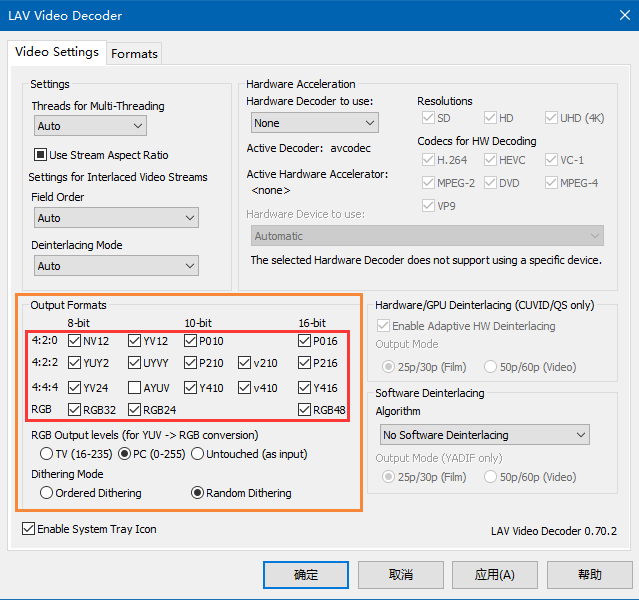 LAV Video Decoder
Video Settings
Formats
Settings
Threads for Multi-Threading
Auto
Use Stream Aspect Ratio
Settings for Interlaced Video Streams
Field Order
Auto
Deinterlacing Mode
Auto
Hardware Acceleration
Hardware Decoder to use:
None
Active Decoder: avcodec
Active Hardware Accelerator:
<none>
Resolutions
SD HD UHD (4K)
Codecs for HW Decoding
H.264 HEVC VC-1
MPEG-2 DVD MPEG-4
VP9
Hardware Device to use:
Automatic
The selected Hardware Decoder does not support using a specific device.
Output Formats
8-bit 10-bit 16-bit
4:2:0 NV12 YV12 P010 P016
4:2:2 YUY2 UYVY P210 v210 P216
4:4:4 YV24 AYUV Y410 v410 Y416
RGB RGB32 RGB24 RGB48
RGB Output levels (for YUV -> RGB conversion)
TV (16-235) PC (0-255) Untouched (as input)
Dithering Mode
Ordered Dithering Random Dithering
Hardware/GPU Deinterlacing (CUVID/QS only)
Enable Adaptive HW Deinterlacing
Output Mode
25p/30p (Film) 50p/60p (Video)
Software Deinterlacing
Algorithm
No Software Deinterlacing
Output Mode (YADIF only)
25p/30p (Film) 50p/60p (Video)
Enable System Tray Icon
LAV Video Decoder 0.70.2
确定 取消 应用(A) 帮助